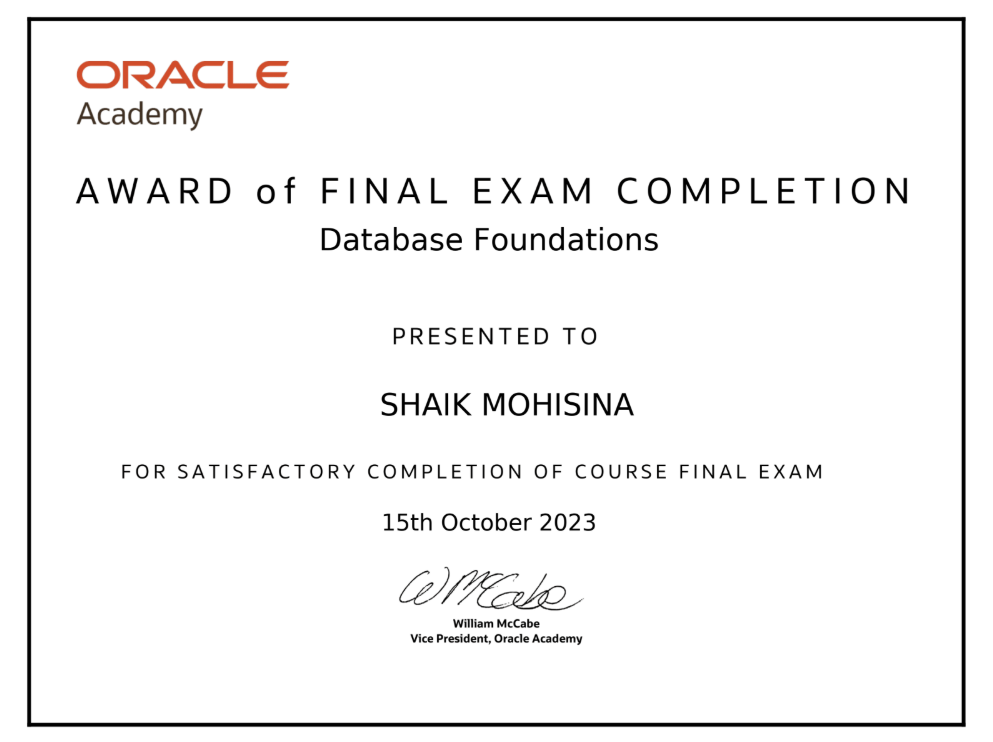 ORACLE
Academy
AWARD of FINAL EXAM COMPLETION
Database Foundations
PRESENTED TO
SHAIK MOHISINA
FOR SATISFACTORY COMPLETION OF COURSE FINAL EXAM
15th October 2023
WMcCabe
William McCabe
Vice President, Oracle Academy